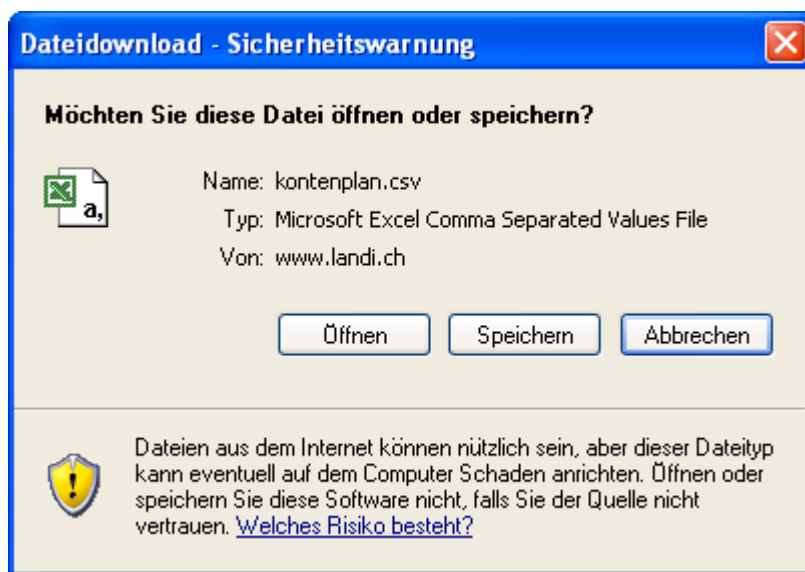 Dateidownload - Sicherheitswarnung
Möchten Sie diese Datei öffnen oder speichern?
a,
Name: kontenplan.csv
Typ: Microsoft Excel Comma Separated Values File
Von: www.landi.ch
Öffnen Speichern Abbrechen
Dateien aus dem Internet können nützlich sein, aber dieser Dateityp
kann eventuell auf dem Computer Schaden anrichten. Öffnen oder
speichern Sie diese Software nicht, falls Sie der Quelle nicht
vertrauen. Welches Risiko besteht?